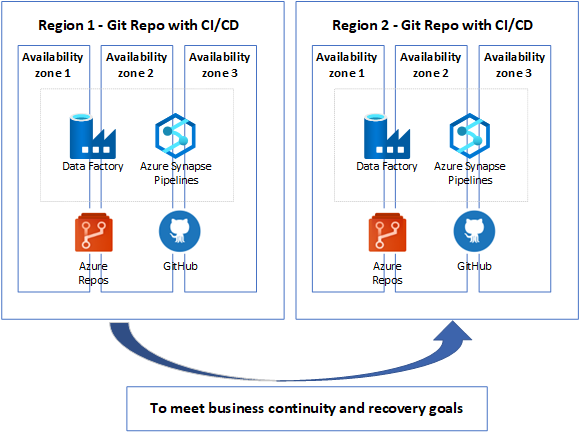 Region 1 - Git Repo with CI/CD
Availability
zone 1
Availability
zone 2
Availability
zone 3
Data Factory
Azure Synapse
Pipelines
Azure
Repos
GitHub
Region 2 - Git Repo with CI/CD
Availability
zone 1
Availability
zone 2
Availability
zone 3
Data Factory
Azure Synapse
Pipelines
Azure
Repos
GitHub
To meet business continuity and recovery goals